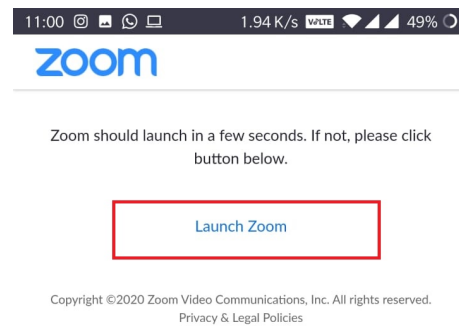 11:00 1.94 K/s VoLTE 49%
zoom
Zoom should launch in a few seconds. If not, please click
button below.
Launch Zoom
Copyright ©2020 Zoom Video Communications, Inc. All rights reserved.
Privacy & Legal Policies